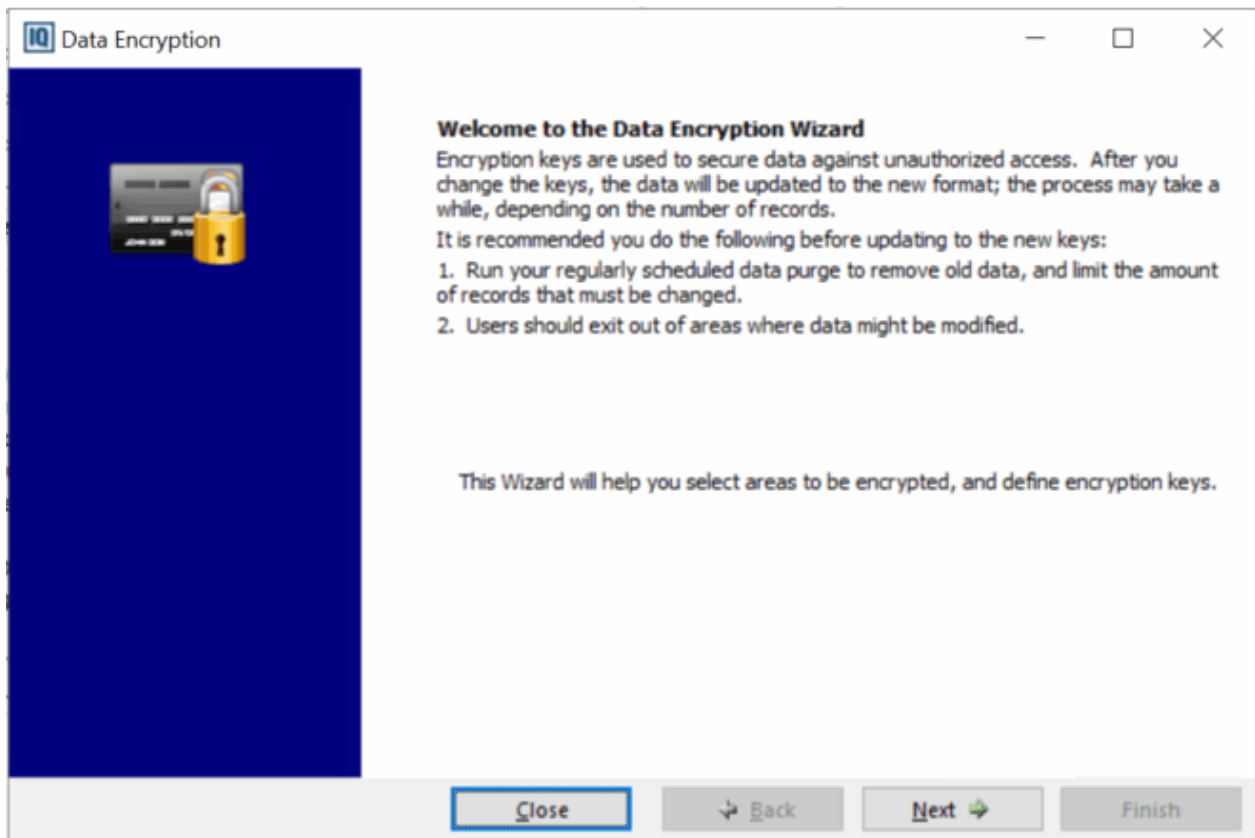 IQ Data Encryption
Welcome to the Data Encryption Wizard
Encryption keys are used to secure data against unauthorized access. After you
change the keys, the data will be updated to the new format; the process may take a
while, depending on the number of records.
It is recommended you do the following before updating to the new keys:
1. Run your regularly scheduled data purge to remove old data, and limit the amount
of records that must be changed.
2. Users should exit out of areas where data might be modified.
This Wizard will help you select areas to be encrypted, and define encryption keys.
Close Back Next Finish